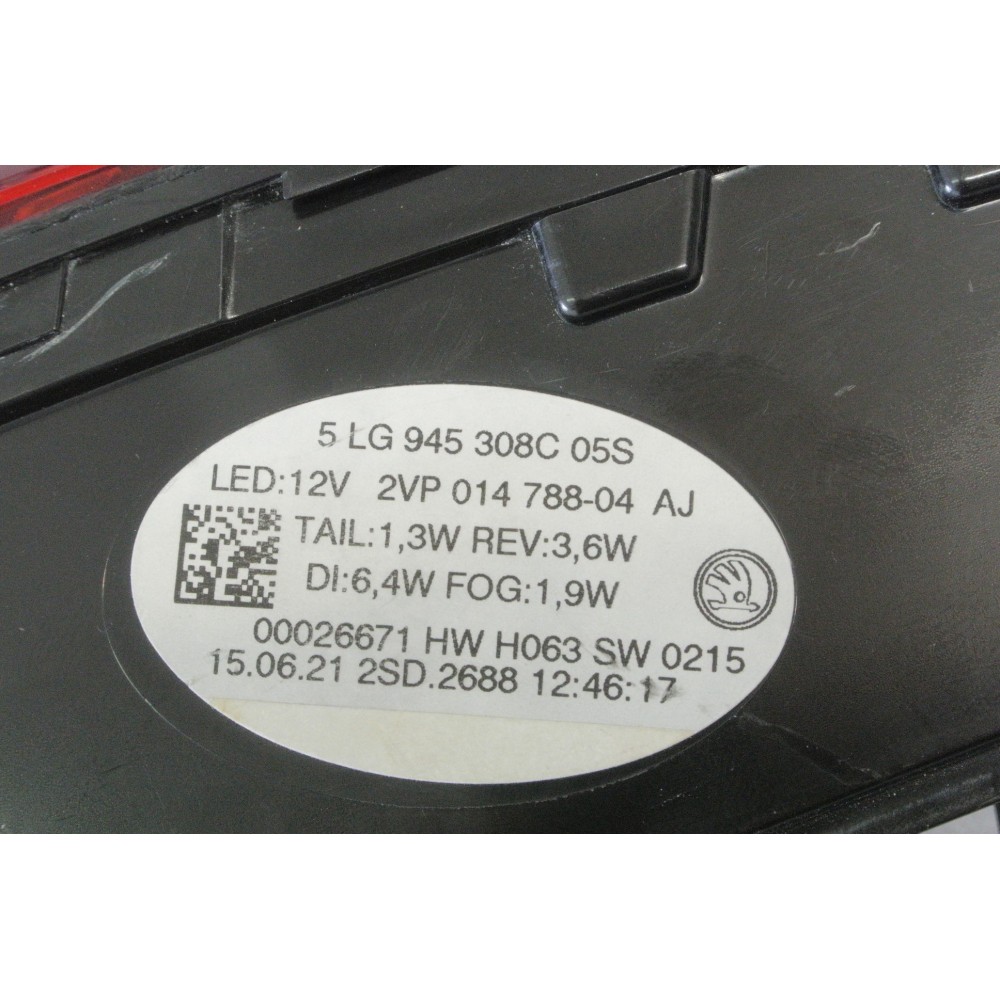 5 LG 945 308C 05S
LED:12V 2VP 014 788-04 AJ
TAIL:1,3W REV:3,6W
DI:6,4W FOG:1,9W
00026671 HW H063 SW 0215
15.06.21 2SD.2688 12:46:17